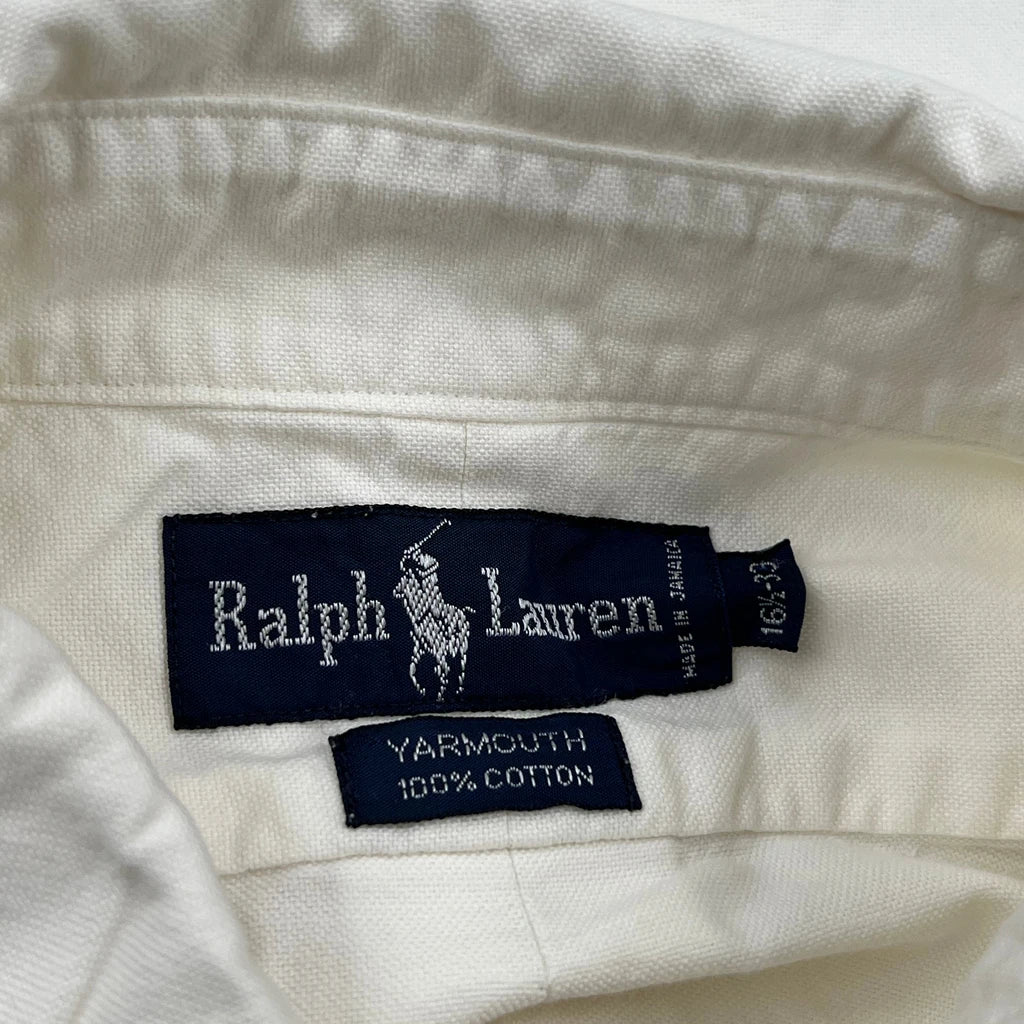 Ralph Lauren
MADE IN JAMAICA
16½-33
YARMOUTH
100% COTTON